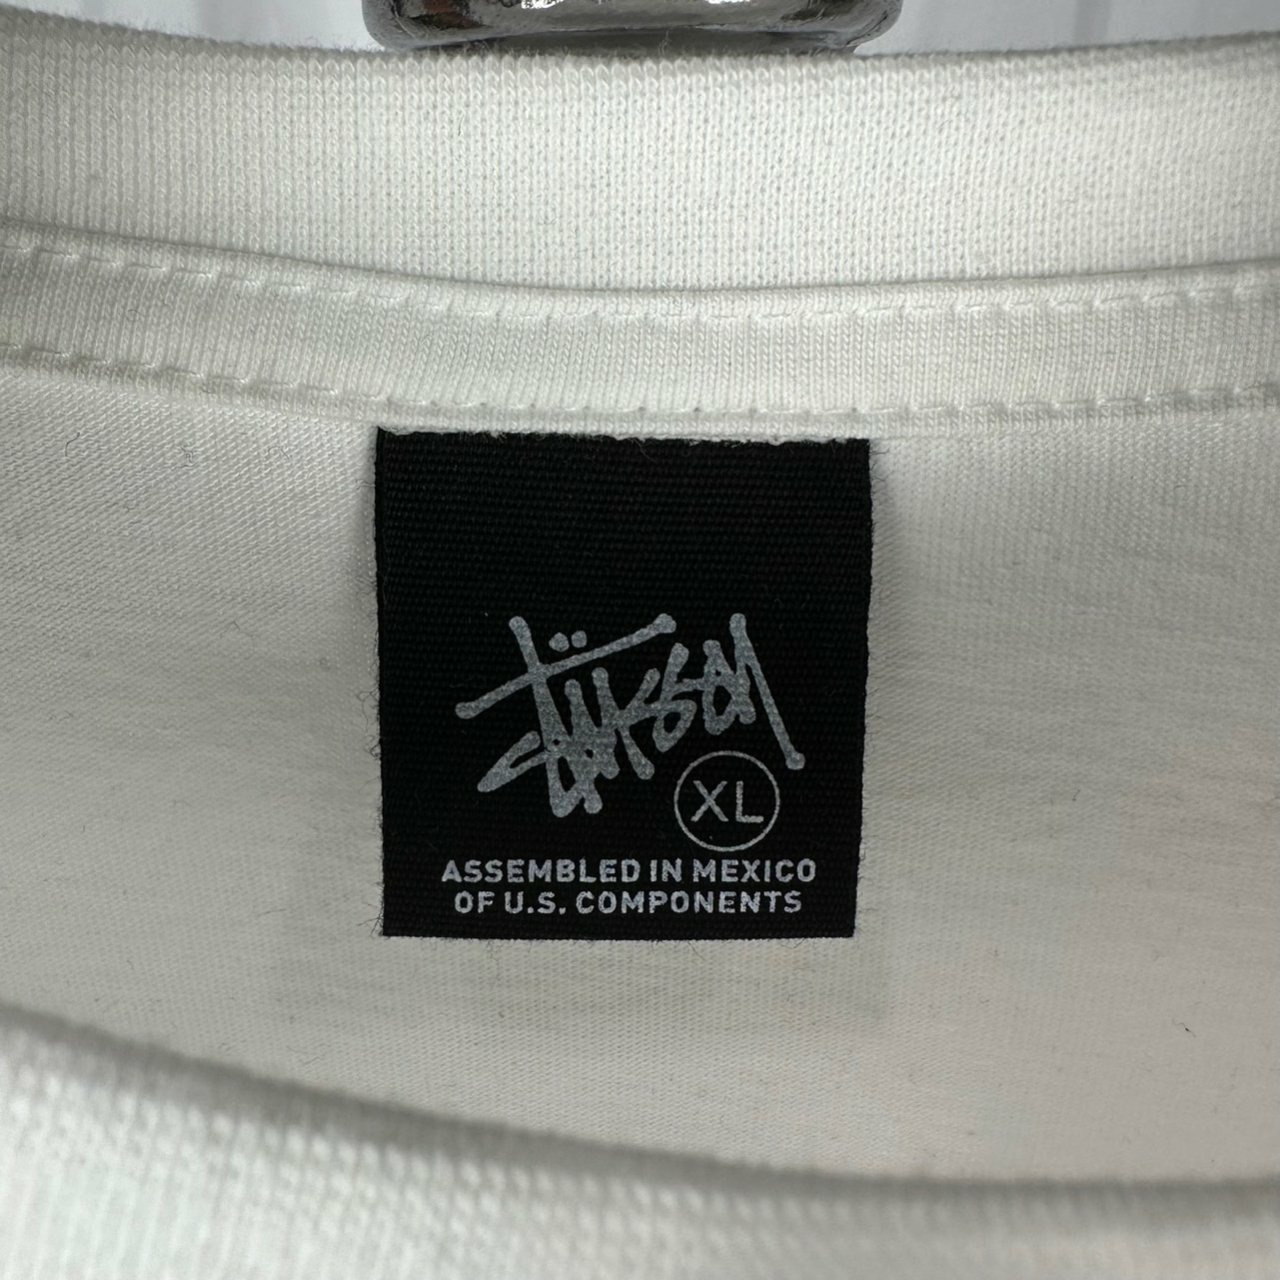 Stüssy
XL
ASSEMBLED IN MEXICO
OF U.S. COMPONENTS